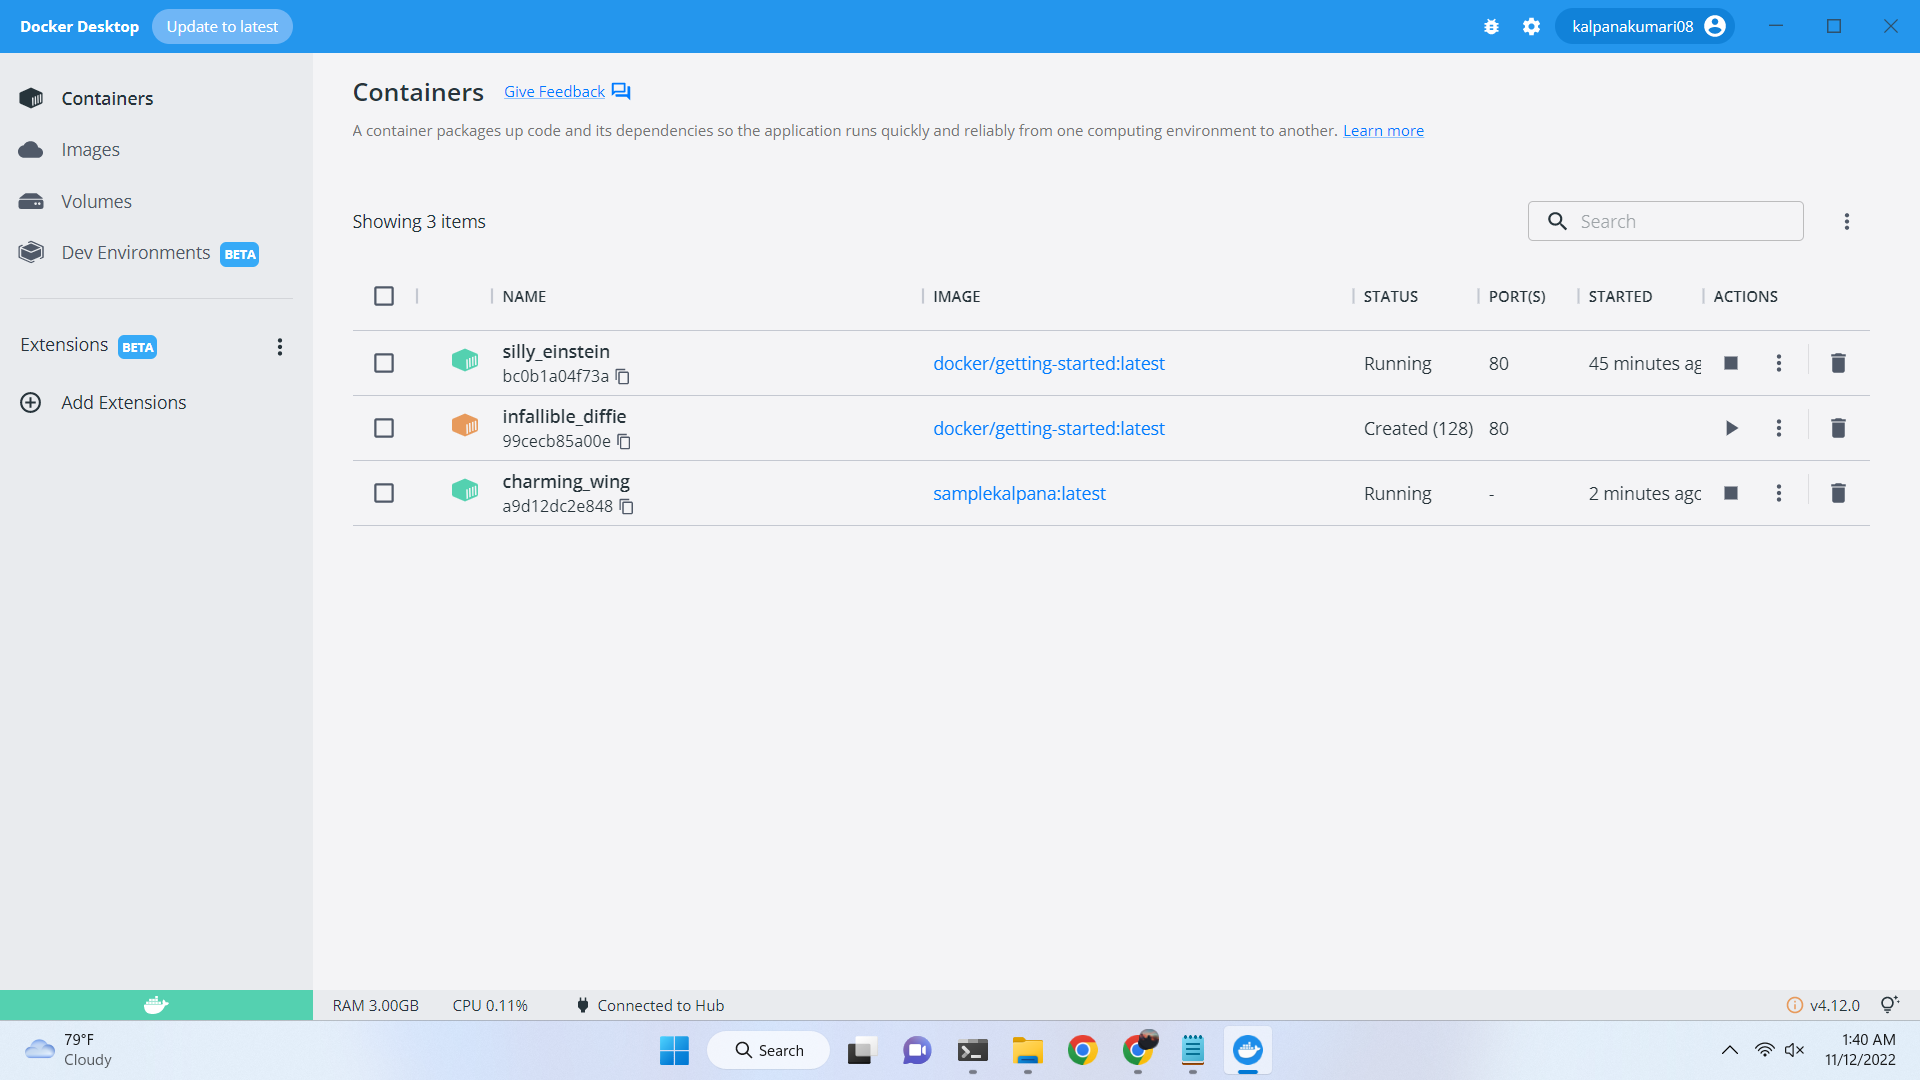 Docker Desktop Update to latest kalpanakumari08
Containers
Images
Volumes
Dev Environments BETA
Extensions BETA
Add Extensions
Containers Give Feedback
A container packages up code and its dependencies so the application runs quickly and reliably from one computing environment to another. Learn more
Showing 3 items
Search
NAME IMAGE STATUS PORT(S) STARTED ACTIONS
silly_einstein
bc0b1a04f73a
docker/getting-started:latest Running 80 45 minutes ag
infallible_diffie
99cecb85a00e
docker/getting-started:latest Created (128) 80
charming_wing
a9d12dc2e848
samplekalpana:latest Running - 2 minutes ago
RAM 3.00GB CPU 0.11% Connected to Hub v4.12.0
79°F
Cloudy
Search
1:40 AM
11/12/2022